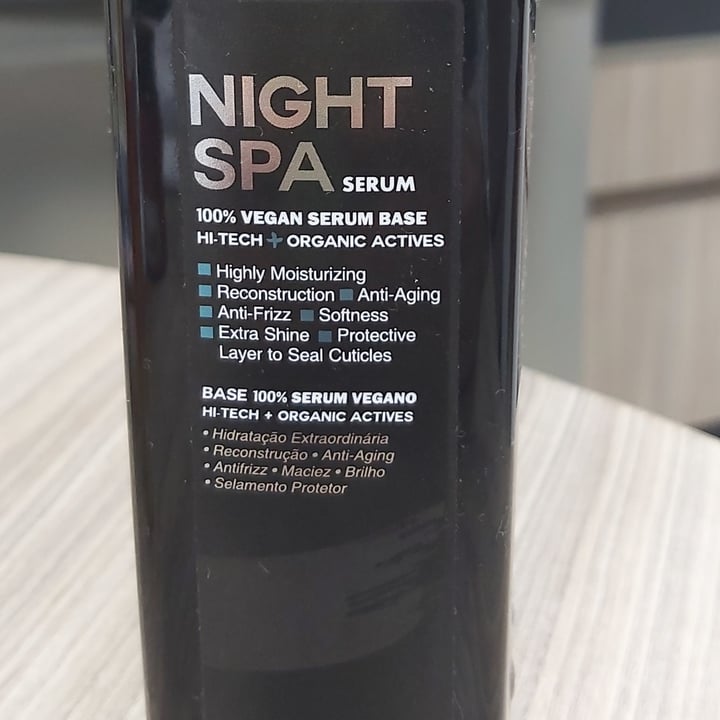 NIGHT
SPA SERUM
100% VEGAN SERUM BASE
HI-TECH + ORGANIC ACTIVES
Highly Moisturizing
Reconstruction Anti-Aging
Anti-Frizz Softness
Extra Shine Protective
Layer to Seal Cuticles
BASE 100% SERUM VEGANO
HI-TECH + ORGANIC ACTIVES
• Hidratação Extraordinária
• Reconstrução • Anti-Aging
• Antifrizz • Maciez • Brilho
• Selamento Protetor